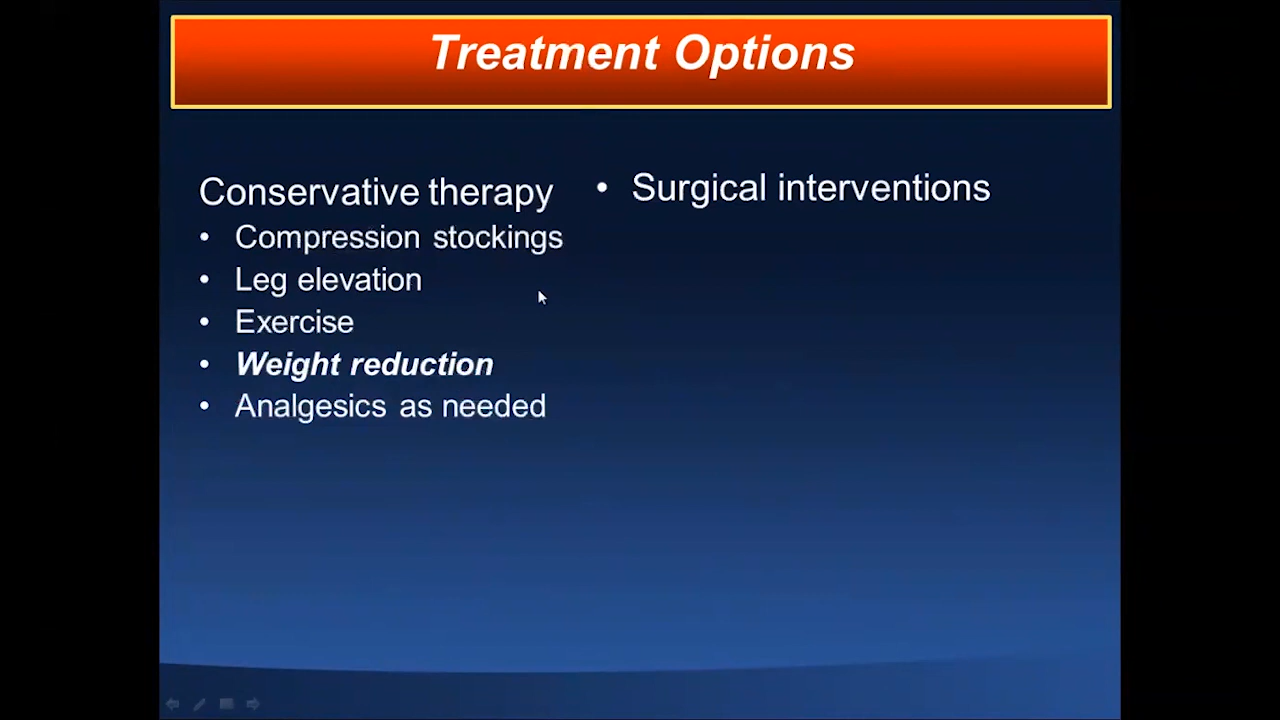 Treatment Options
Conservative therapy
• Compression stockings
• Leg elevation
• Exercise
• Weight reduction
• Analgesics as needed
• Surgical interventions